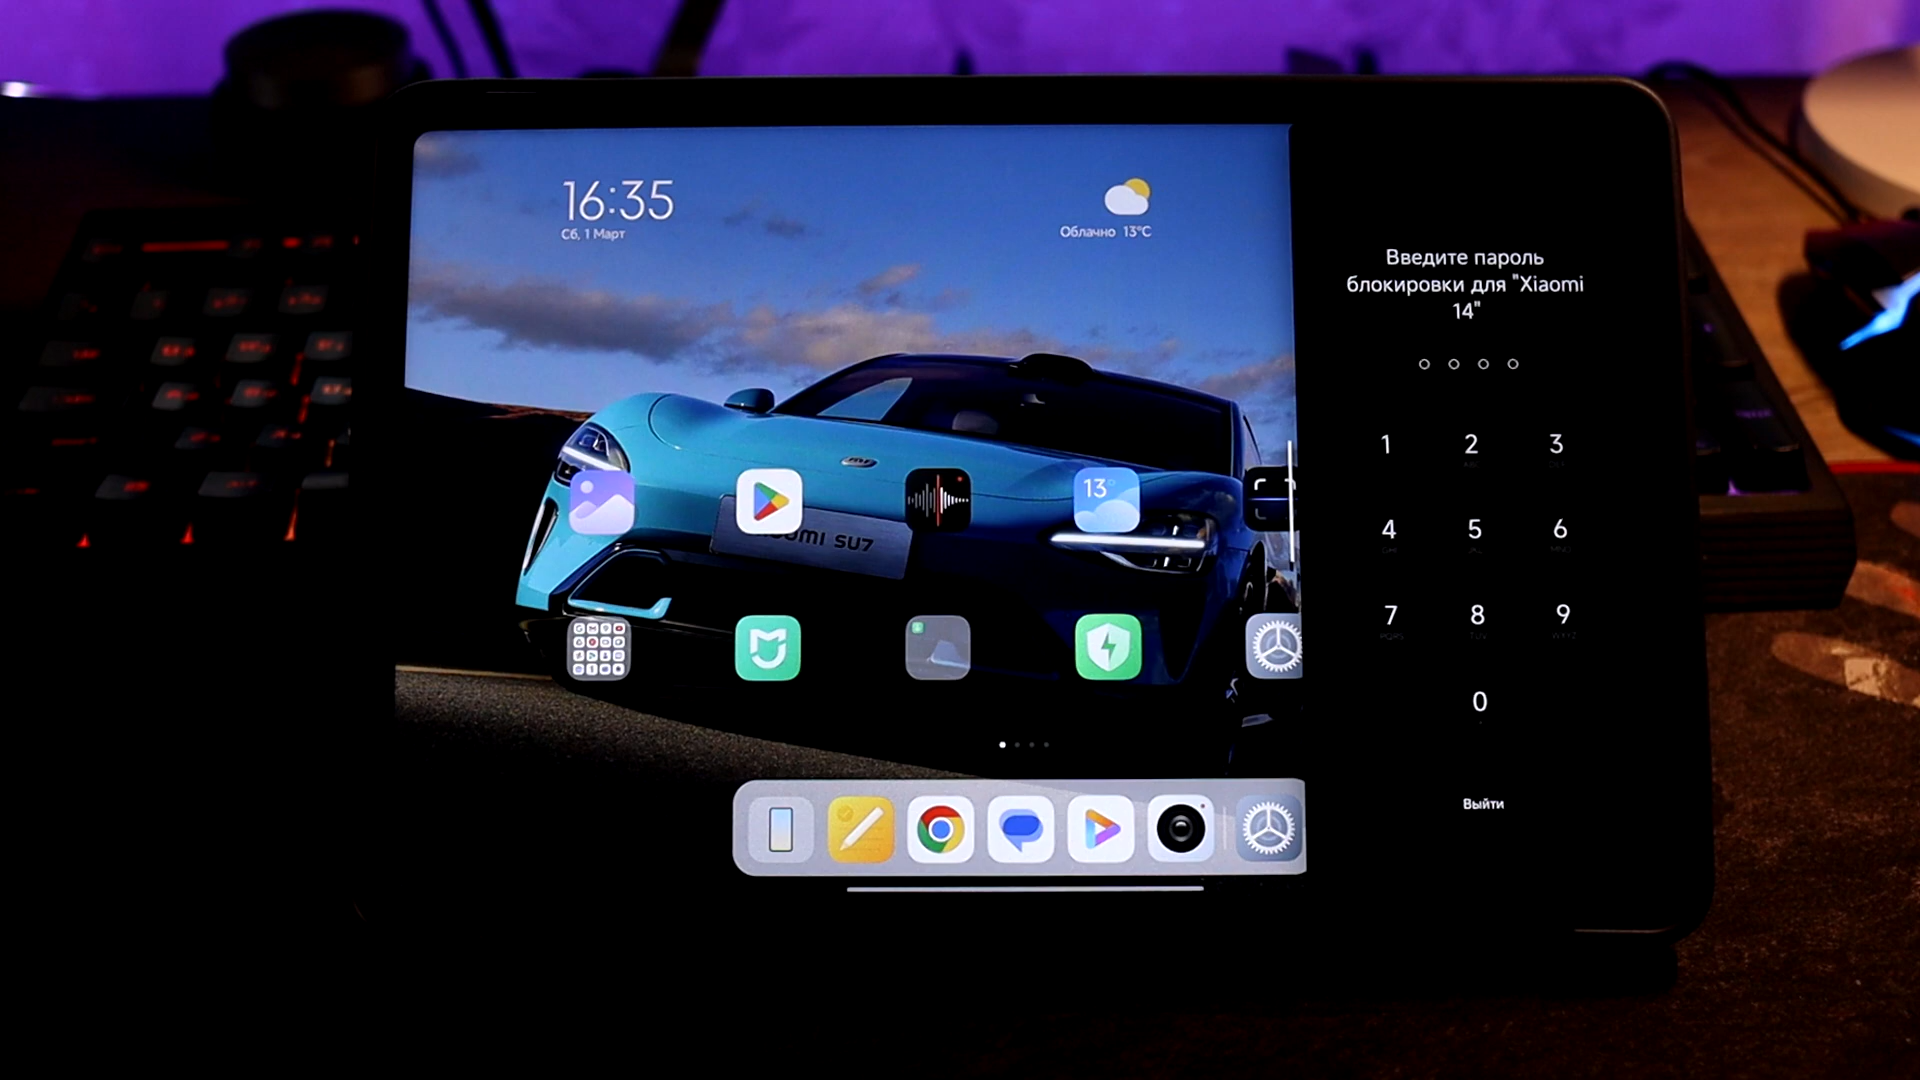 16:35
Сб, 1 Март
Облачно 13°C
13°
SU7
Введите пароль
блокировки для "Xiaomi
14"
1 2 3
4 5 6
7 8 9
0
Выйти